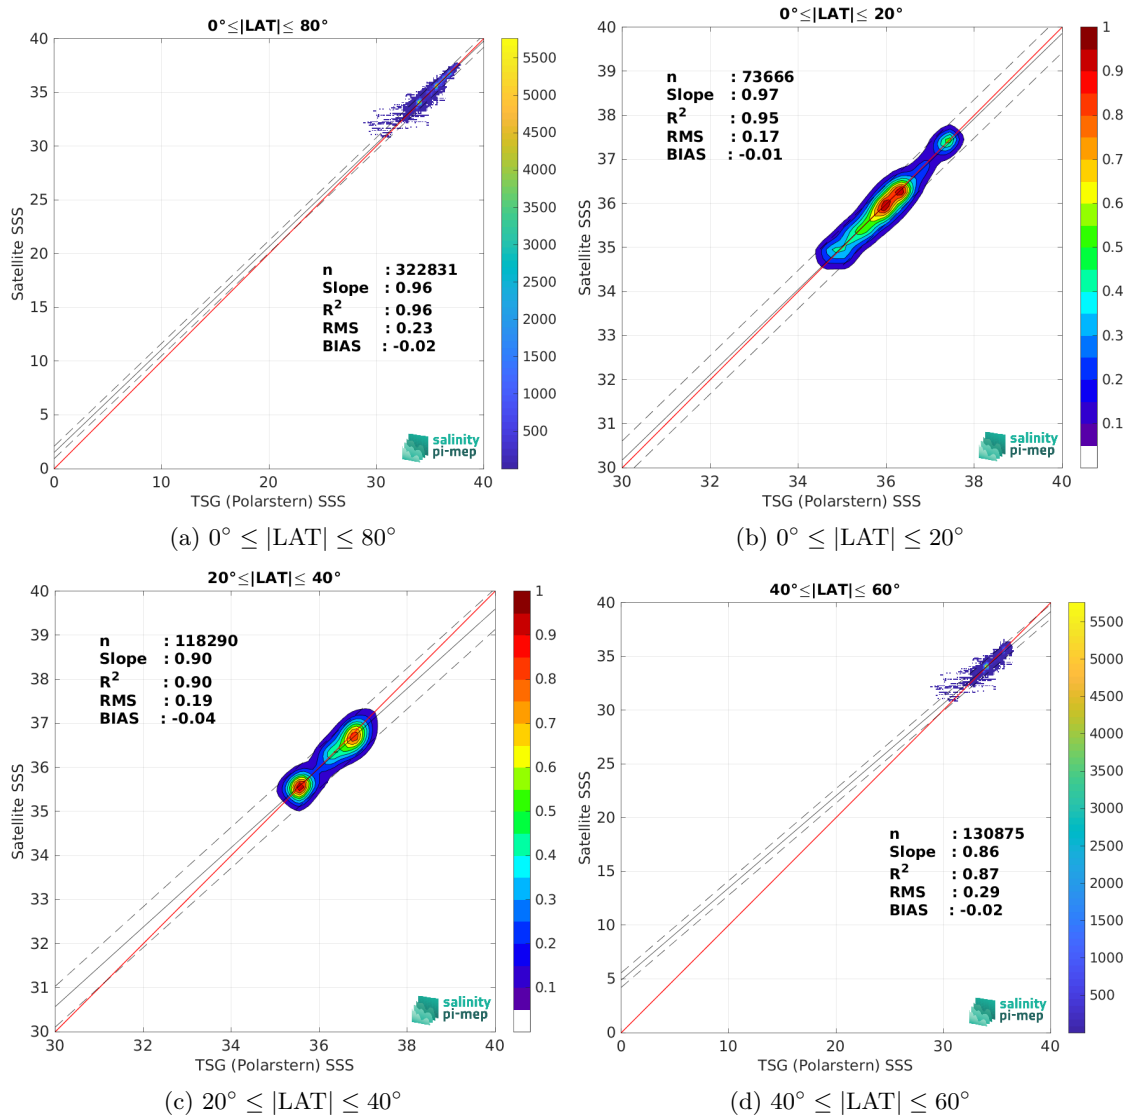 0°≤|LAT|≤ 80°
40
35
30
25
20
15
10
5
0
0
10
20
30
40
Satellite SSS
TSG (Polarstern) SSS
n : 322831
Slope : 0.96
R2 : 0.96
RMS : 0.23
BIAS : -0.02
salinity
pi-mep
5500
5000
4500
4000
3500
3000
2500
2000
1500
1000
500
(a) 0° ≤ |LAT| ≤ 80°
0°≤|LAT|≤ 20°
40
39
38
37
36
35
34
33
32
31
30
30
32
34
36
38
40
Satellite SSS
TSG (Polarstern) SSS
n : 73666
Slope : 0.97
R2 : 0.95
RMS : 0.17
BIAS : -0.01
salinity
pi-mep
1
0.9
0.8
0.7
0.6
0.5
0.4
0.3
0.2
0.1
(b) 0° ≤ |LAT| ≤ 20°
20°≤|LAT|≤ 40°
40
39
38
37
36
35
34
33
32
31
30
30
32
34
36
38
40
Satellite SSS
TSG (Polarstern) SSS
n : 118290
Slope : 0.90
R2 : 0.90
RMS : 0.19
BIAS : -0.04
salinity
pi-mep
1
0.9
0.8
0.7
0.6
0.5
0.4
0.3
0.2
0.1
(c) 20° ≤ |LAT| ≤ 40°
40°≤|LAT|≤ 60°
40
35
30
25
20
15
10
5
0
0
10
20
30
40
Satellite SSS
TSG (Polarstern) SSS
n : 130875
Slope : 0.86
R2 : 0.87
RMS : 0.29
BIAS : -0.02
salinity
pi-mep
5500
5000
4500
4000
3500
3000
2500
2000
1500
1000
500
(d) 40° ≤ |LAT| ≤ 60°